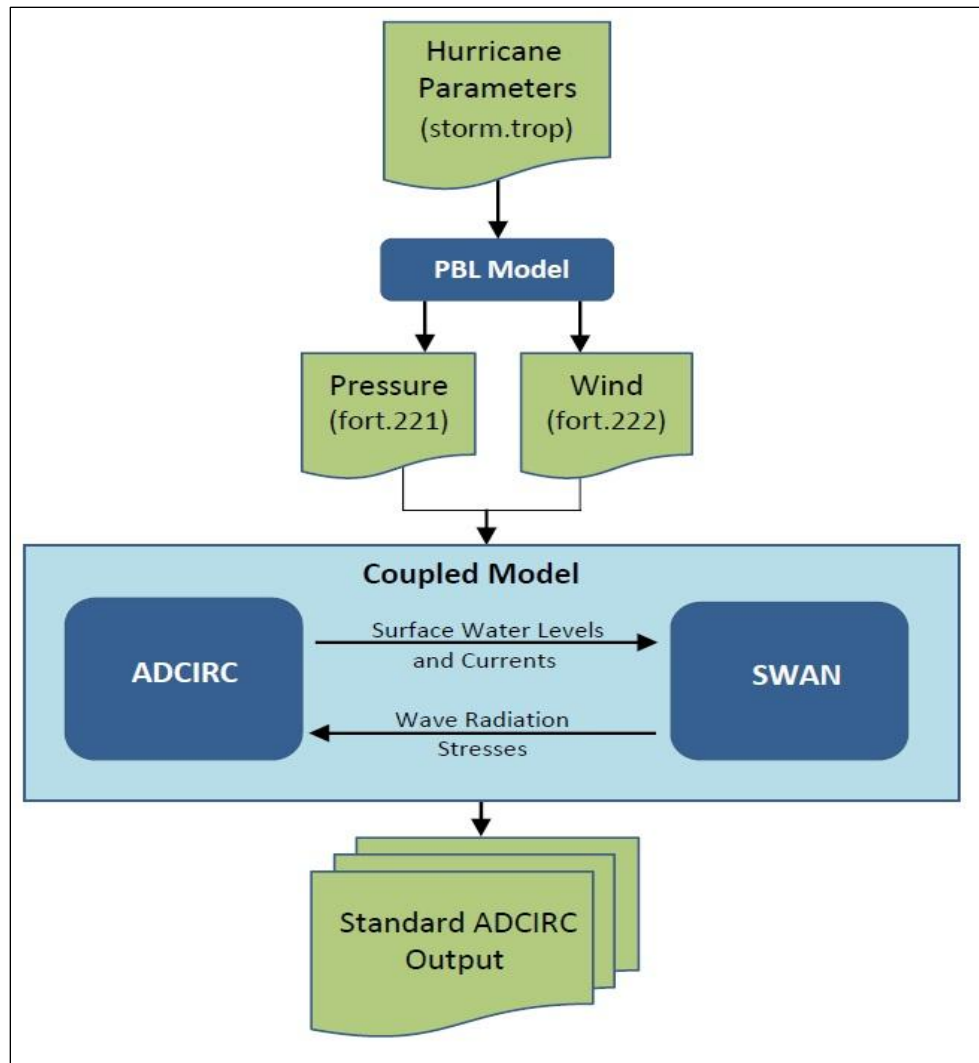 Hurricane
Parameters
(storm.trop)
PBL Model
Pressure
(fort.221)
Wind
(fort.222)
Coupled Model
ADCIRC
Surface Water Levels
and Currents
SWAN
Wave Radiation
Stresses
Standard ADCIRC
Output